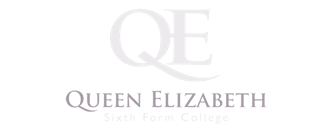 QE
QUEEN ELIZABETH
Sixth Form College